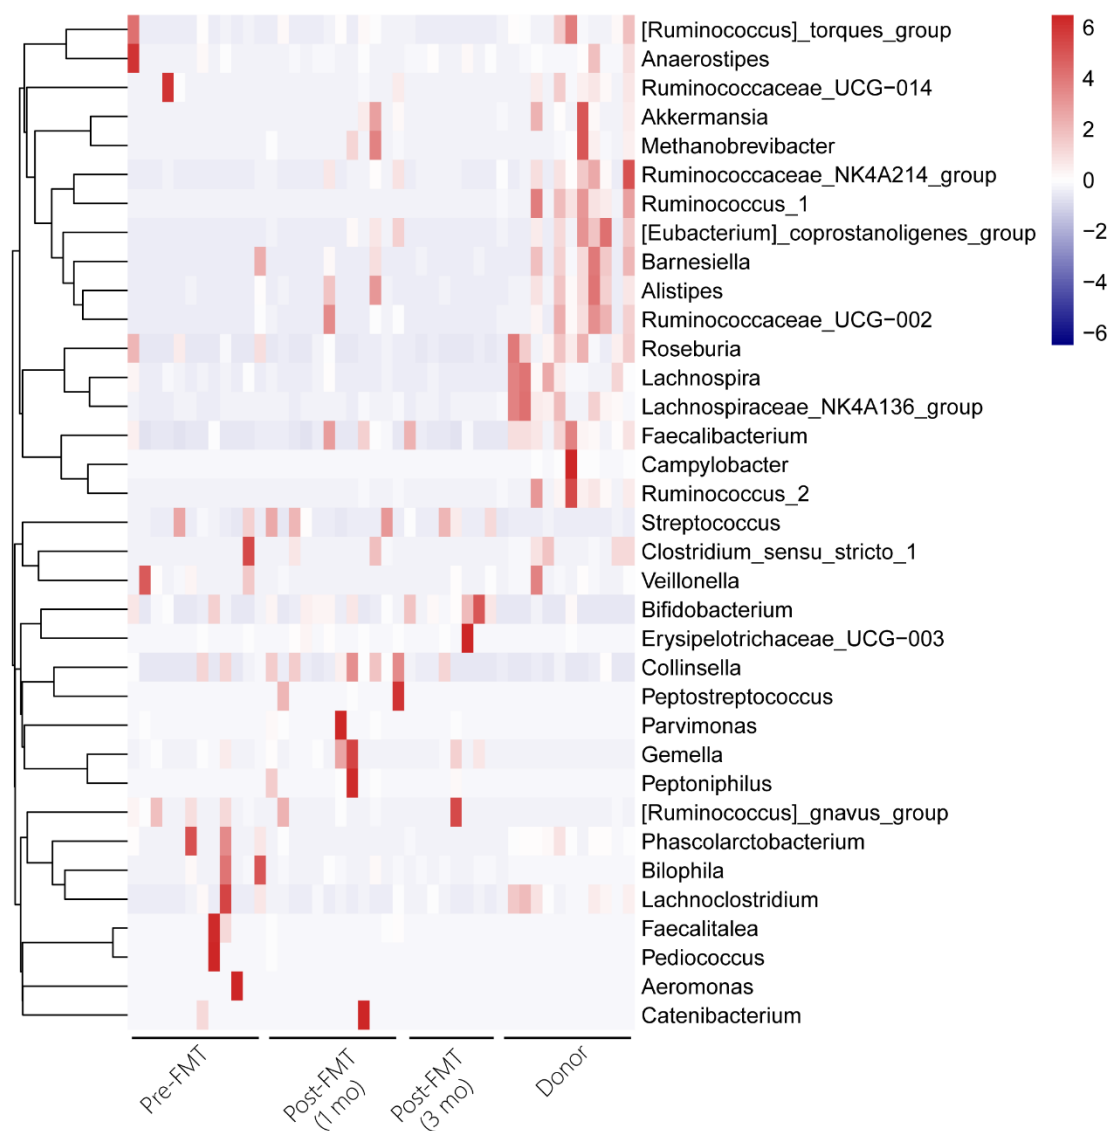 [Ruminococcus]_torques_group
Anaerostipes
Ruminococcaceae_UCG−014
Akkermansia
Methanobrevibacter
Ruminococcaceae_NK4A214_group
Ruminococcus_1
[Eubacterium]_coprostanoligenes_group
Barnesiella
Alistipes
Ruminococcaceae_UCG−002
Roseburia
Lachnospira
Lachnospiraceae_NK4A136_group
Faecalibacterium
Campylobacter
Ruminococcus_2
Streptococcus
Clostridium_sensu_stricto_1
Veillonella
Bifidobacterium
Erysipelotrichaceae_UCG−003
Collinsella
Peptostreptococcus
Parvimonas
Gemella
Peptoniphilus
[Ruminococcus]_gnavus_group
Phascolarctobacterium
Bilophila
Lachnoclostridium
Faecalitalea
Pediococcus
Aeromonas
Catenibacterium
6
4
2
0
−2
−4
−6
Pre-FMT
Post-FMT
(1 mo)
Post-FMT
(3 mo)
Donor